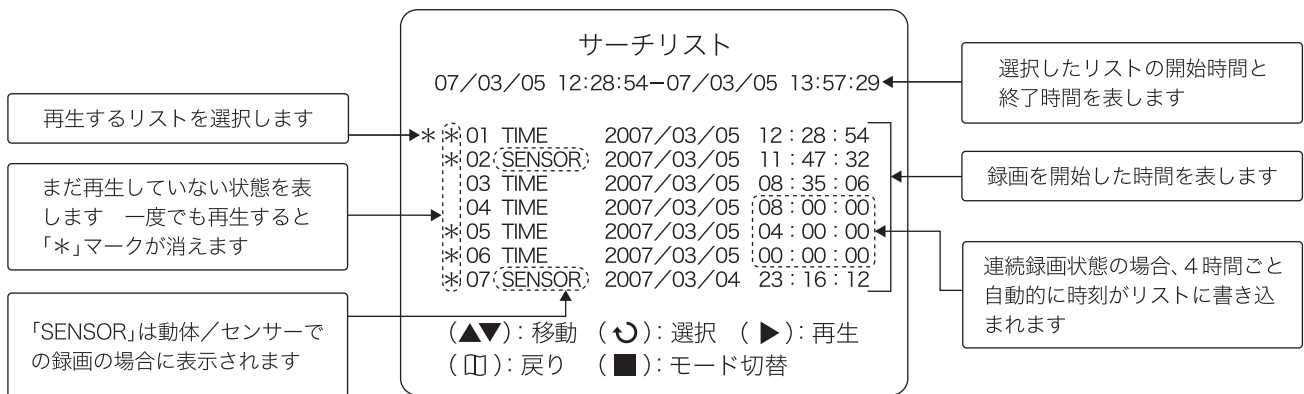 サーチリスト
07/03/05 12:28:54−07/03/05 13:57:29
* * 01 TIME 2007/03/05 12：28：54
* 02 SENSOR 2007/03/05 11：47：32
03 TIME 2007/03/05 08：35：06
04 TIME 2007/03/05 08：00：00
* 05 TIME 2007/03/05 04：00：00
* 06 TIME 2007/03/05 00：00：00
* 07 SENSOR 2007/03/04 23：16：12
(▲▼)：移動 (↻)：選択 (▶)：再生
(🕮)：戻り (■)：モード切替
再生するリストを選択します
まだ再生していない状態を表
します 一度でも再生すると
「＊」マークが消えます
「SENSOR」は動体／センサーで
の録画の場合に表示されます
選択したリストの開始時間と
終了時間を表します
録画を開始した時間を表します
連続録画状態の場合、4時間ごと
自動的に時刻がリストに書き込
まれます